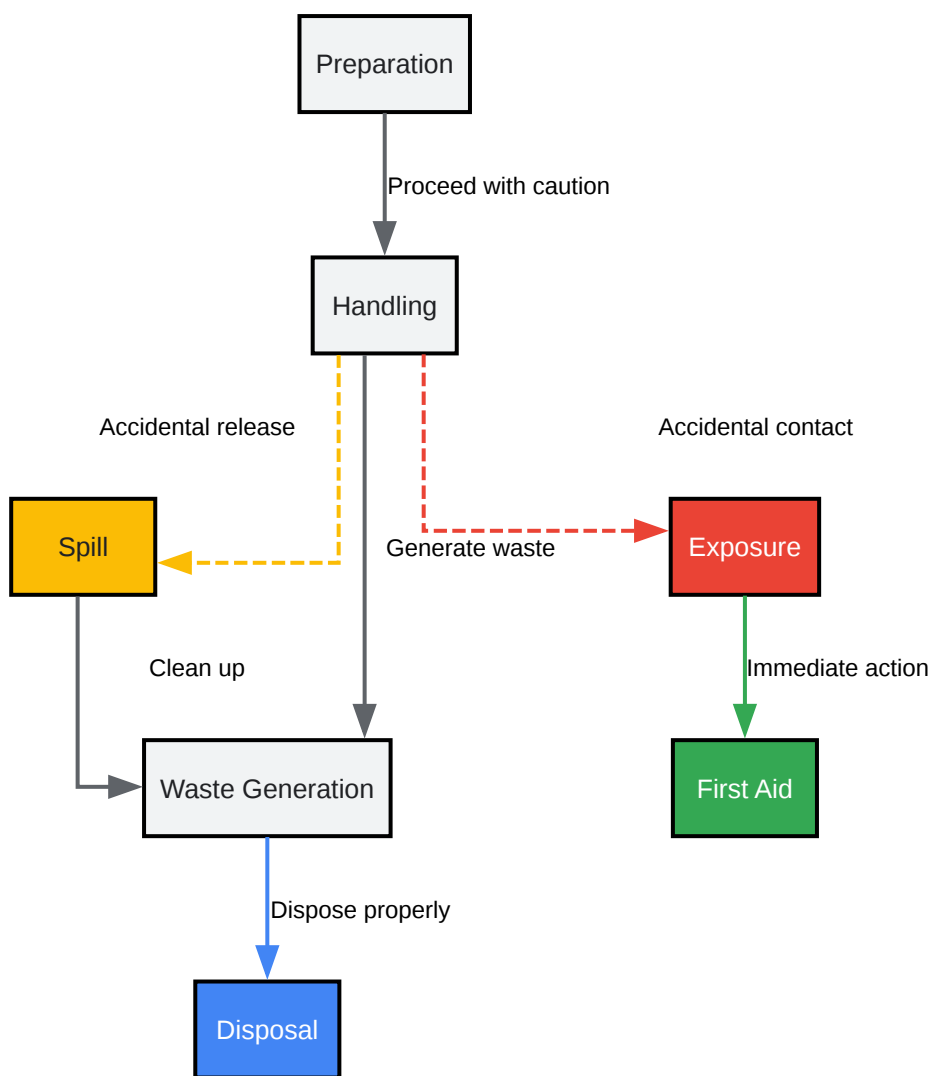 Preparation
Proceed with caution
Handling
Accidental release
Accidental contact
Spill
Generate waste
Exposure
Clean up
Immediate action
Waste Generation
First Aid
Dispose properly
Disposal